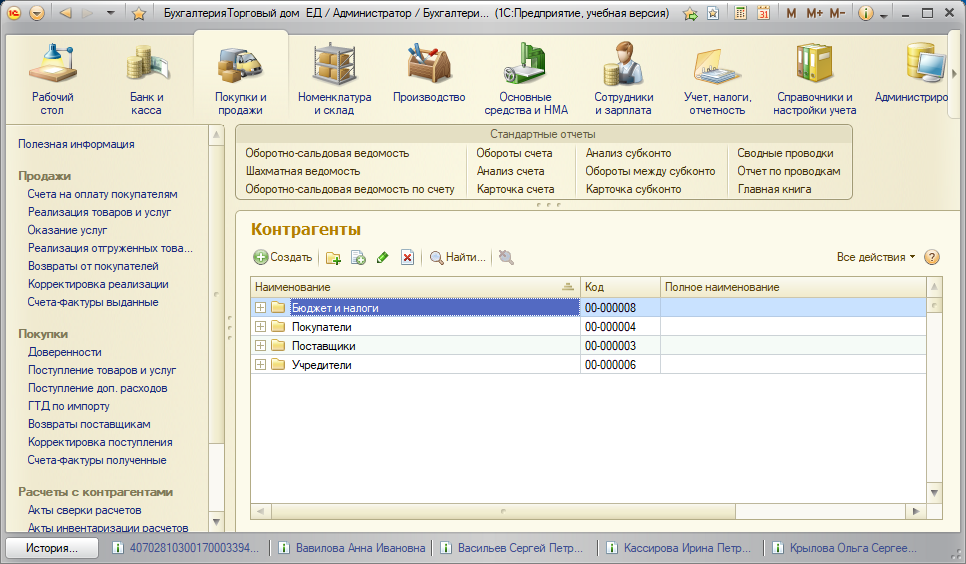 БухгалтерияТорговый дом ЕД / Администратор / Бухгалтери... (1С:Предприятие, учебная версия)
M M+ M-
Рабочий стол
Банк и касса
Покупки и продажи
Номенклатура и склад
Производство
Основные средства и НМА
Сотрудники и зарплата
Учет, налоги, отчетность
Справочники и настройки учета
Администриро
Полезная информация
Продажи
Счета на оплату покупателям
Реализация товаров и услуг
Оказание услуг
Реализация отгруженных това...
Возвраты от покупателей
Корректировка реализации
Счета-фактуры выданные
Покупки
Доверенности
Поступление товаров и услуг
Поступление доп. расходов
ГТД по импорту
Возвраты поставщикам
Корректировка поступления
Счета-фактуры полученные
Расчеты с контрагентами
Акты сверки расчетов
Акты инвентаризации расчетов
Стандартные отчеты
Оборотно-сальдовая ведомость Обороты счета Анализ субконто Сводные проводки
Шахматная ведомость Анализ счета Обороты между субконто Отчет по проводкам
Оборотно-сальдовая ведомость по счету Карточка счета Карточка субконто Главная книга
Контрагенты
Создать Найти... Все действия
Наименование Код Полное наименование
Бюджет и налоги 00-000008
Покупатели 00-000004
Поставщики 00-000003
Учредители 00-000006
История... 40702810300170003394... Вавилова Анна Ивановна Васильев Сергей Петр... Кассирова Ирина Петр... Крылова Ольга Сергее...